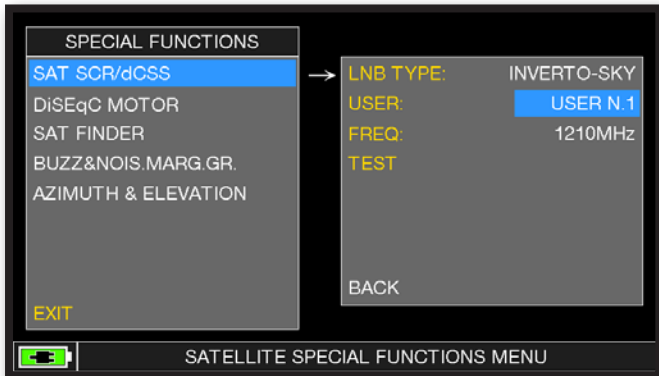 SPECIAL FUNCTIONS
SAT SCR/dCSS
DiSEqC MOTOR
SAT FINDER
BUZZ&NOIS.MARG.GR.
AZIMUTH & ELEVATION
EXIT
→ LNB TYPE: INVERTO-SKY
USER: USER N.1
FREQ: 1210MHz
TEST
BACK
SATELLITE SPECIAL FUNCTIONS MENU